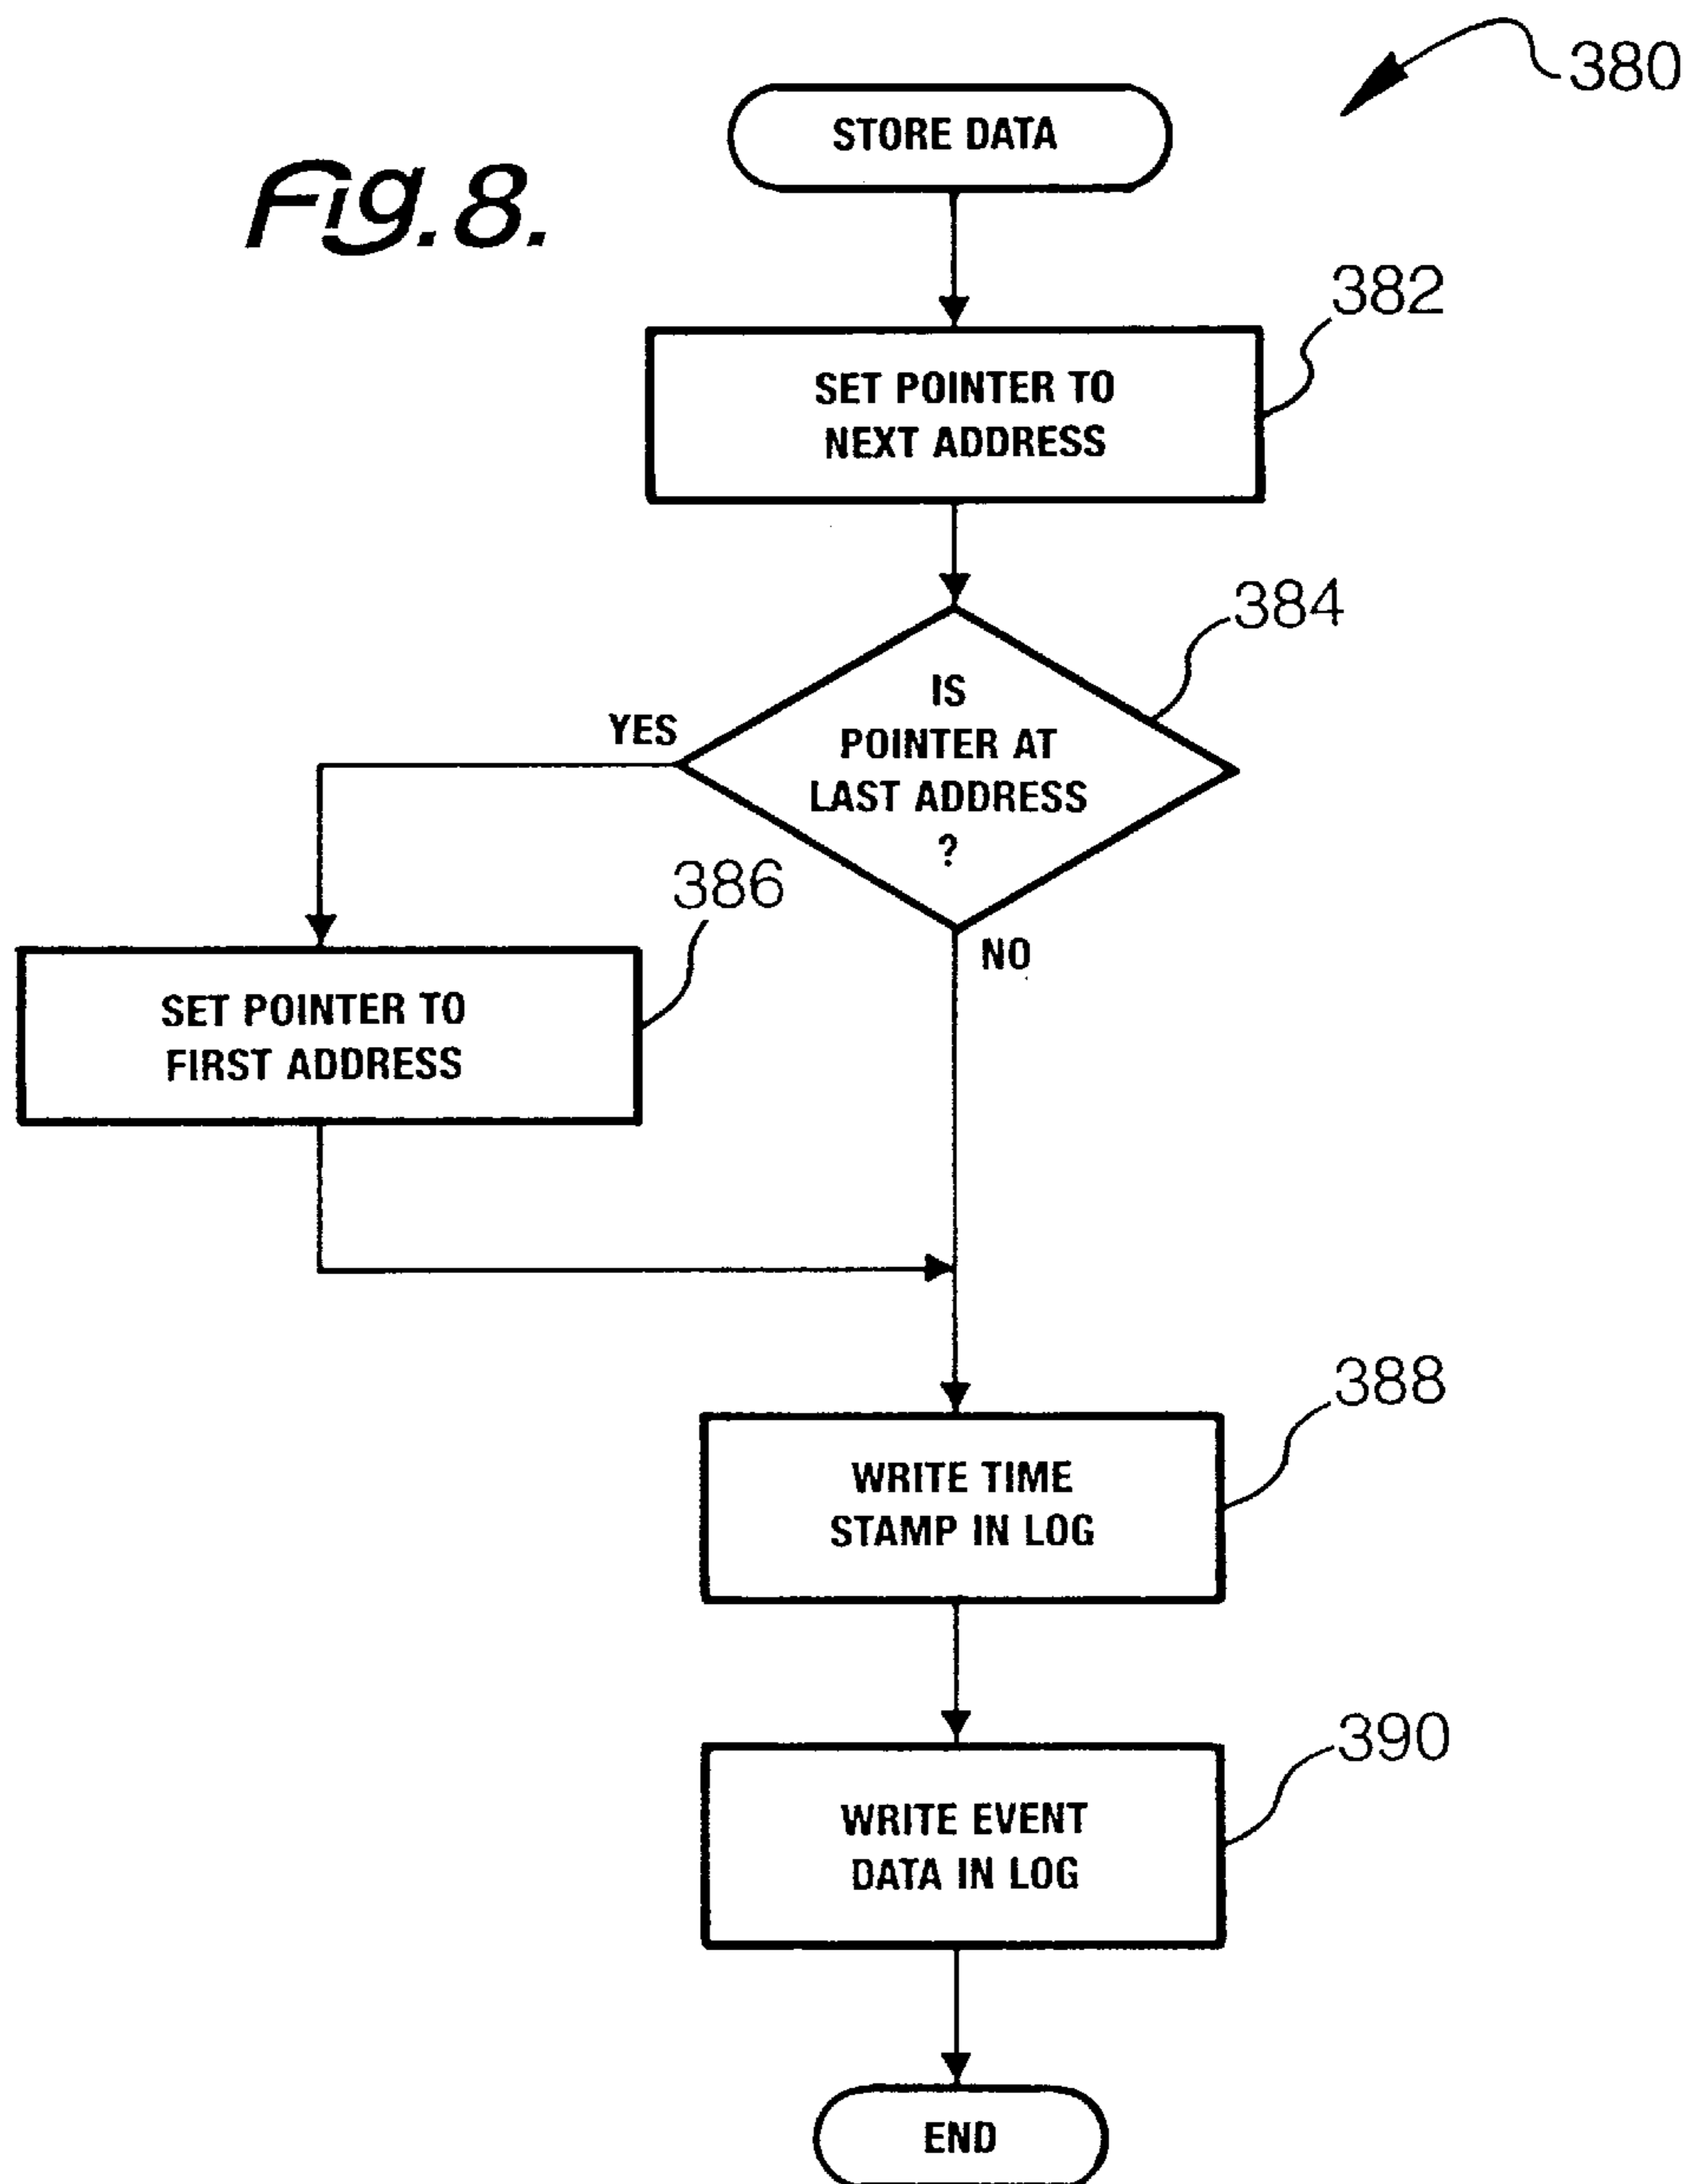 380
STORE DATA
Fig.8.
382
SET POINTER TO
NEXT ADDRESS
384
IS
POINTER AT
LAST ADDRESS
?
YES
NO
386
SET POINTER TO
FIRST ADDRESS
388
WRITE TIME
STAMP IN LOG
390
WRITE EVENT
DATA IN LOG
END